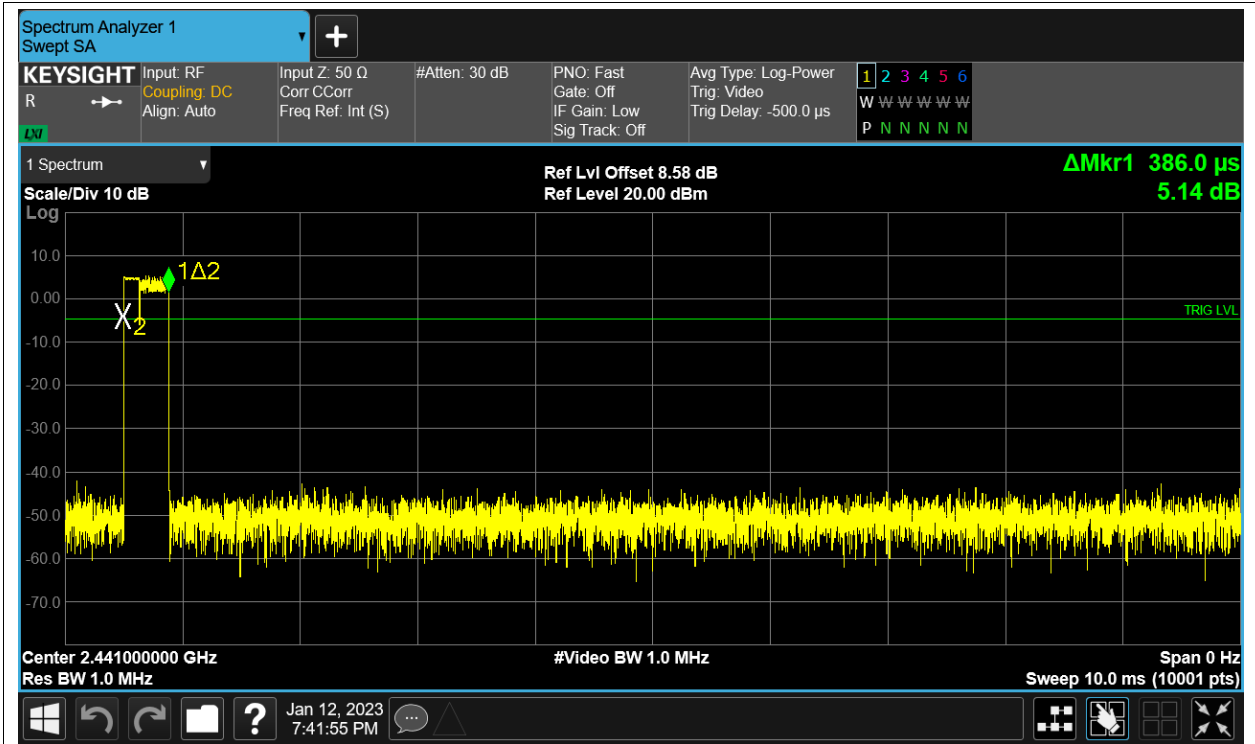 Spectrum Analyzer 1
Swept SA
KEYSIGHT
R
LXI
Input: RF
Coupling: DC
Align: Auto
Input Z: 50 Ω
Corr CCorr
Freq Ref: Int (S)
#Atten: 30 dB
PNO: Fast
Gate: Off
IF Gain: Low
Sig Track: Off
Avg Type: Log-Power
Trig: Video
Trig Delay: -500.0 µs
1 2 3 4 5 6
W W W W W W
P N N N N N
1 Spectrum
Scale/Div 10 dB
Ref Lvl Offset 8.58 dB
Ref Level 20.00 dBm
ΔMkr1 386.0 µs
5.14 dB
Log
10.0
1Δ2
0.00
TRIG LVL
X2
-10.0
-20.0
-30.0
-40.0
-50.0
-60.0
-70.0
Center 2.441000000 GHz
#Video BW 1.0 MHz
Span 0 Hz
Res BW 1.0 MHz
Sweep 10.0 ms (10001 pts)
?
Jan 12, 2023
7:41:55 PM